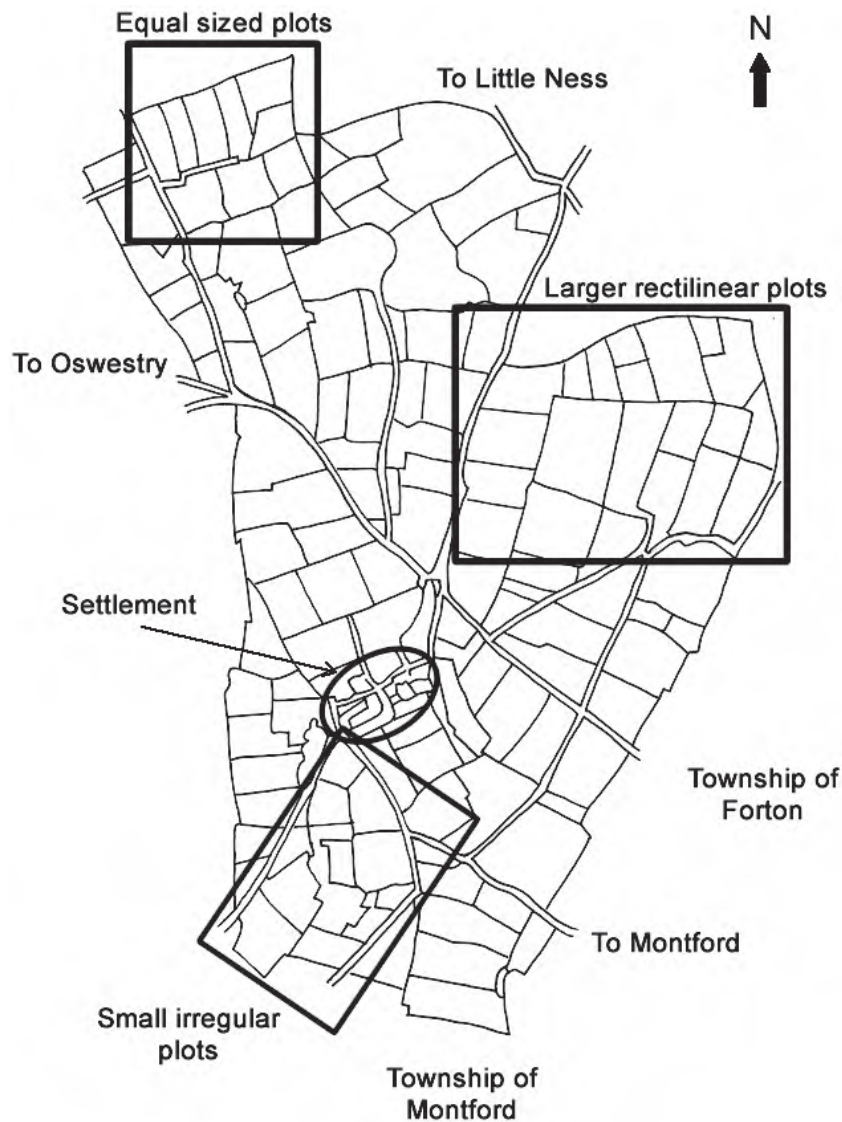 Equal sized plots
N
To Little Ness
Larger rectilinear plots
To Oswestry
Settlement
Township of
Forton
To Montford
Small irregular
plots
Township of
Montford